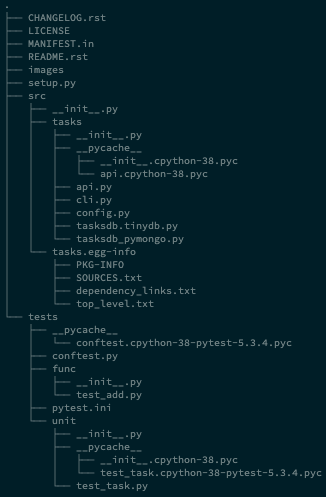 .
├── CHANGELOG.rst
├── LICENSE
├── MANIFEST.in
├── README.rst
├── images
├── setup.py
├── src
│   ├── __init__.py
│   ├── tasks
│   │   ├── __init__.py
│   │   ├── __pycache__
│   │   │   ├── __init__.cpython-38.pyc
│   │   │   └── api.cpython-38.pyc
│   │   ├── api.py
│   │   ├── cli.py
│   │   ├── config.py
│   │   ├── tasksdb.tinydb.py
│   │   └── tasksdb_pymongo.py
│   └── tasks.egg-info
│       ├── PKG-INFO
│       ├── SOURCES.txt
│       ├── dependency_links.txt
│       └── top_level.txt
└── tests
    ├── __pycache__
    │   └── conftest.cpython-38-pytest-5.3.4.pyc
    ├── conftest.py
    ├── func
    │   ├── __init__.py
    │   └── test_add.py
    ├── pytest.ini
    └── unit
        ├── __init__.py
        ├── __pycache__
        │   ├── __init__.cpython-38.pyc
        │   └── test_task.cpython-38-pytest-5.3.4.pyc
        └── test_task.py